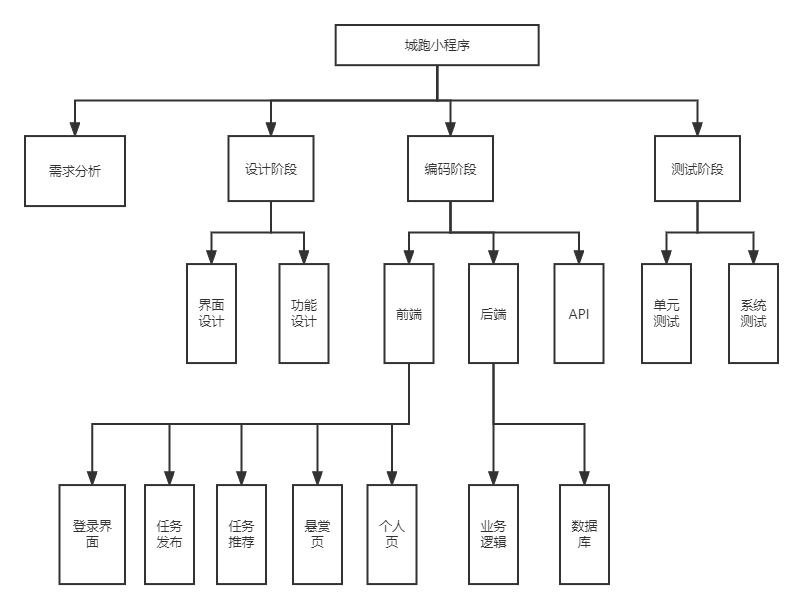 城跑小程序
需求分析
设计阶段
编码阶段
测试阶段
界面
设计
功能
设计
前端
后端
API
单元
测试
系统
测试
登录界
面
任务
发布
任务
推荐
悬赏
页
个人
页
业务
逻辑
数据
库